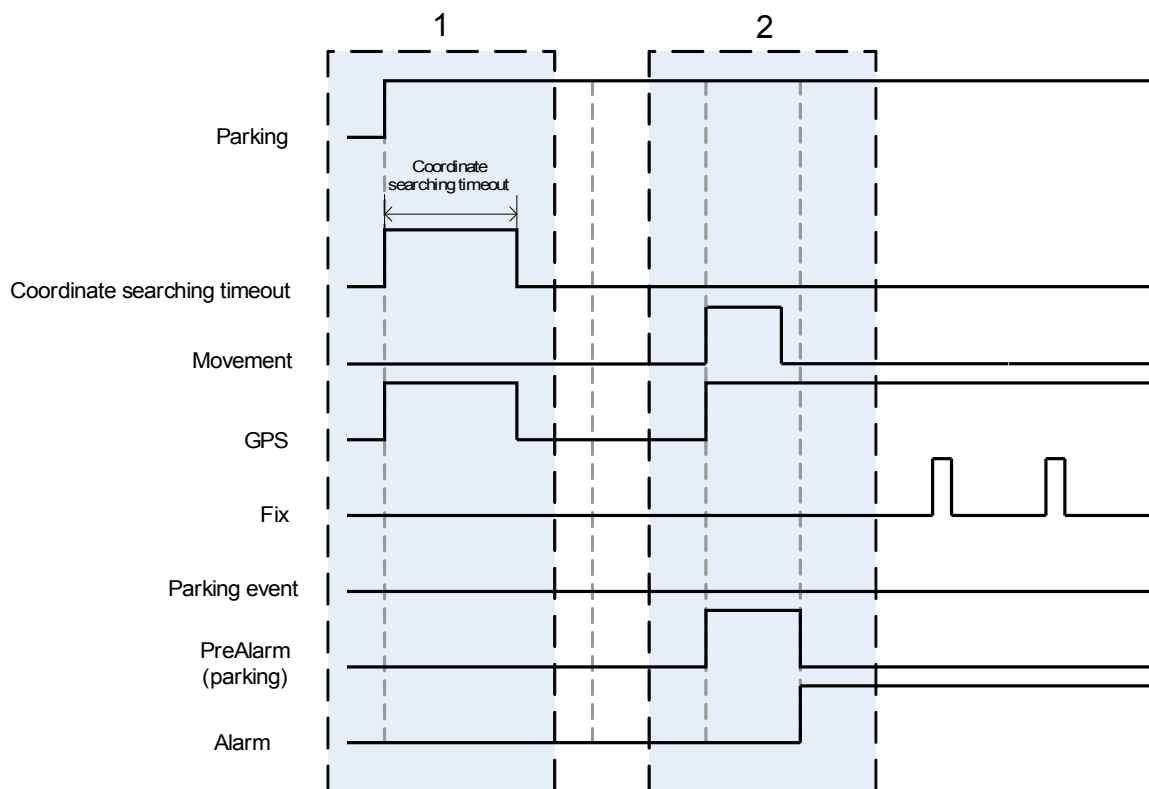 1
2
Parking
Coordinate
searching timeout
Coordinate searching timeout
Movement
GPS
Fix
Parking event
PreAlarm
(parking)
Alarm